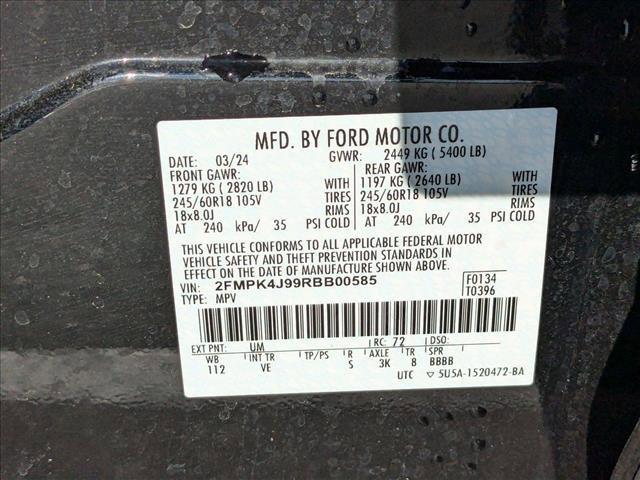 MFD. BY FORD MOTOR CO.
DATE: 03/24 GVWR: 2449 KG ( 5400 LB)
FRONT GAWR: REAR GAWR:
1279 KG ( 2820 LB) WITH 1197 KG ( 2640 LB) WITH
245/60R18 105V TIRES 245/60R18 105V TIRES
18x8.0J RIMS 18x8.0J RIMS
AT 240 kPa/ 35 PSI COLD AT 240 kPa/ 35 PSI COLD
THIS VEHICLE CONFORMS TO ALL APPLICABLE FEDERAL MOTOR
VEHICLE SAFETY AND THEFT PREVENTION STANDARDS IN
EFFECT ON THE DATE OF MANUFACTURE SHOWN ABOVE.
VIN: 2FMPK4J99RBB00585 F0134
TYPE: MPV T0396
EXT PNT: UM RC: 72 DSO:
WB INT TR TP/PS R AXLE TR SPR
112 VE S 3K 8 BBBB
UTC ▽ 5U5A-1520472-BA